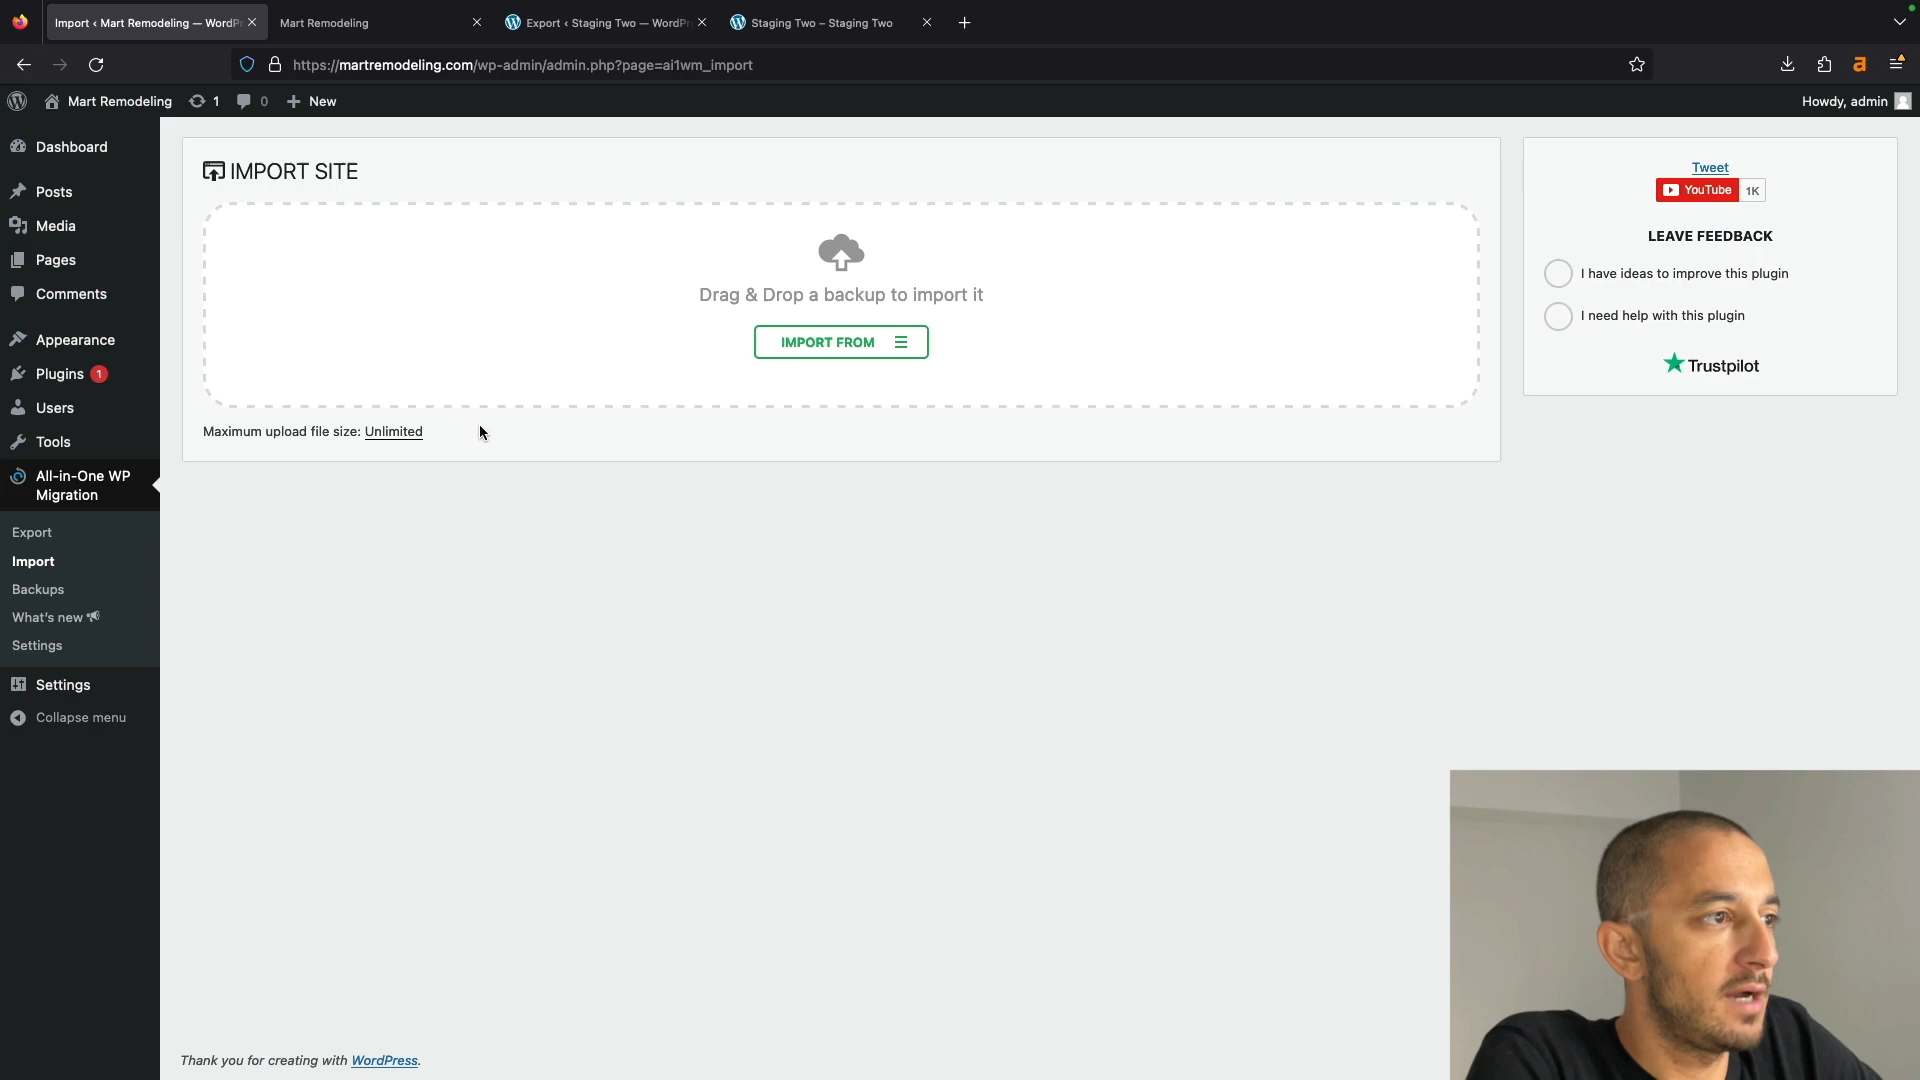 Import ‹ Mart Remodeling — WordPr
Mart Remodeling
Export ‹ Staging Two — WordPr
Staging Two – Staging Two
https://martremodeling.com/wp-admin/admin.php?page=ai1wm_import
Mart Remodeling
1
0
New
Howdy, admin
Dashboard
Posts
Media
Pages
Comments
Appearance
Plugins 1
Users
Tools
All-in-One WP
Migration
Export
Import
Backups
What's new
Settings
Settings
Collapse menu
IMPORT SITE
Drag & Drop a backup to import it
IMPORT FROM
Maximum upload file size: Unlimited
Tweet
YouTube 1K
LEAVE FEEDBACK
I have ideas to improve this plugin
I need help with this plugin
Trustpilot
Thank you for creating with WordPress.